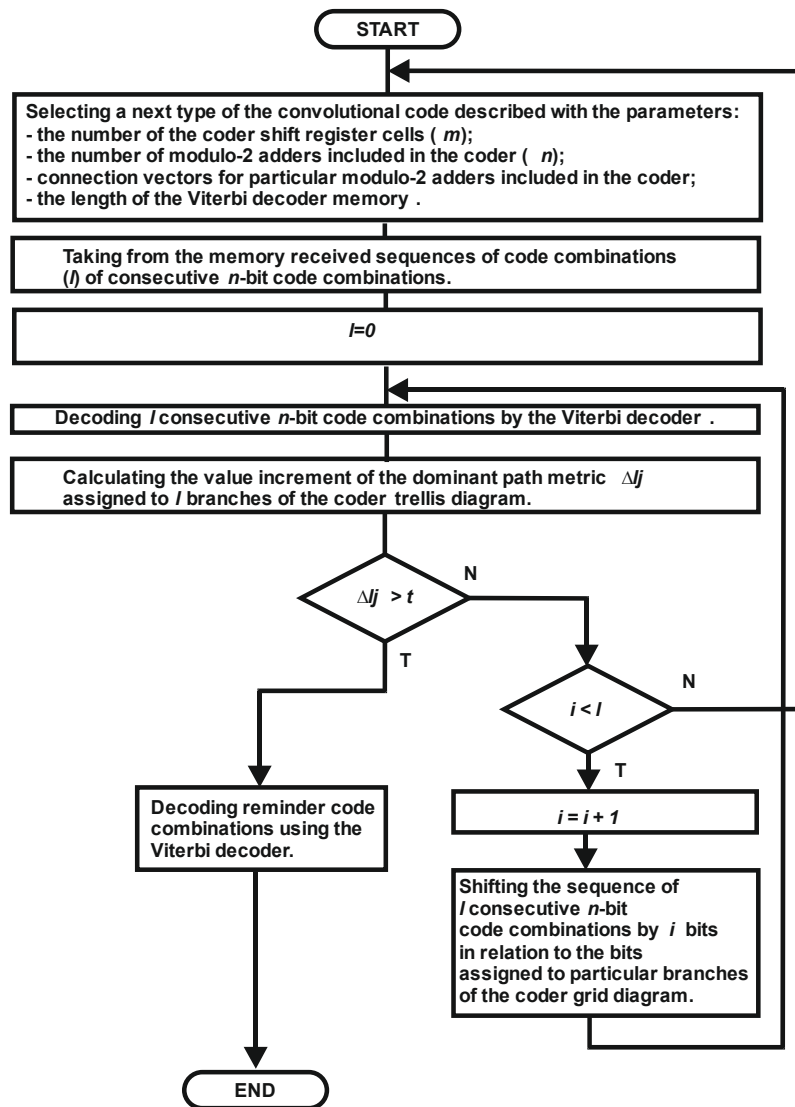 START
Selecting a next type of the convolutional code described with the parameters:
- the number of the coder shift register cells ( m);
- the number of modulo-2 adders included in the coder ( n);
- connection vectors for particular modulo-2 adders included in the coder;
- the length of the Viterbi decoder memory .
Taking from the memory received sequences of code combinations
(l) of consecutive n-bit code combinations.
I=0
Decoding l consecutive n-bit code combinations by the Viterbi decoder .
Calculating the value increment of the dominant path metric Δlj
assigned to l branches of the coder trellis diagram.
Δlj > t
N
T
i < l
N
T
Decoding reminder code
combinations using the
Viterbi decoder.
i = i + 1
Shifting the sequence of
l consecutive n-bit
code combinations by i bits
in relation to the bits
assigned to particular branches
of the coder grid diagram.
END